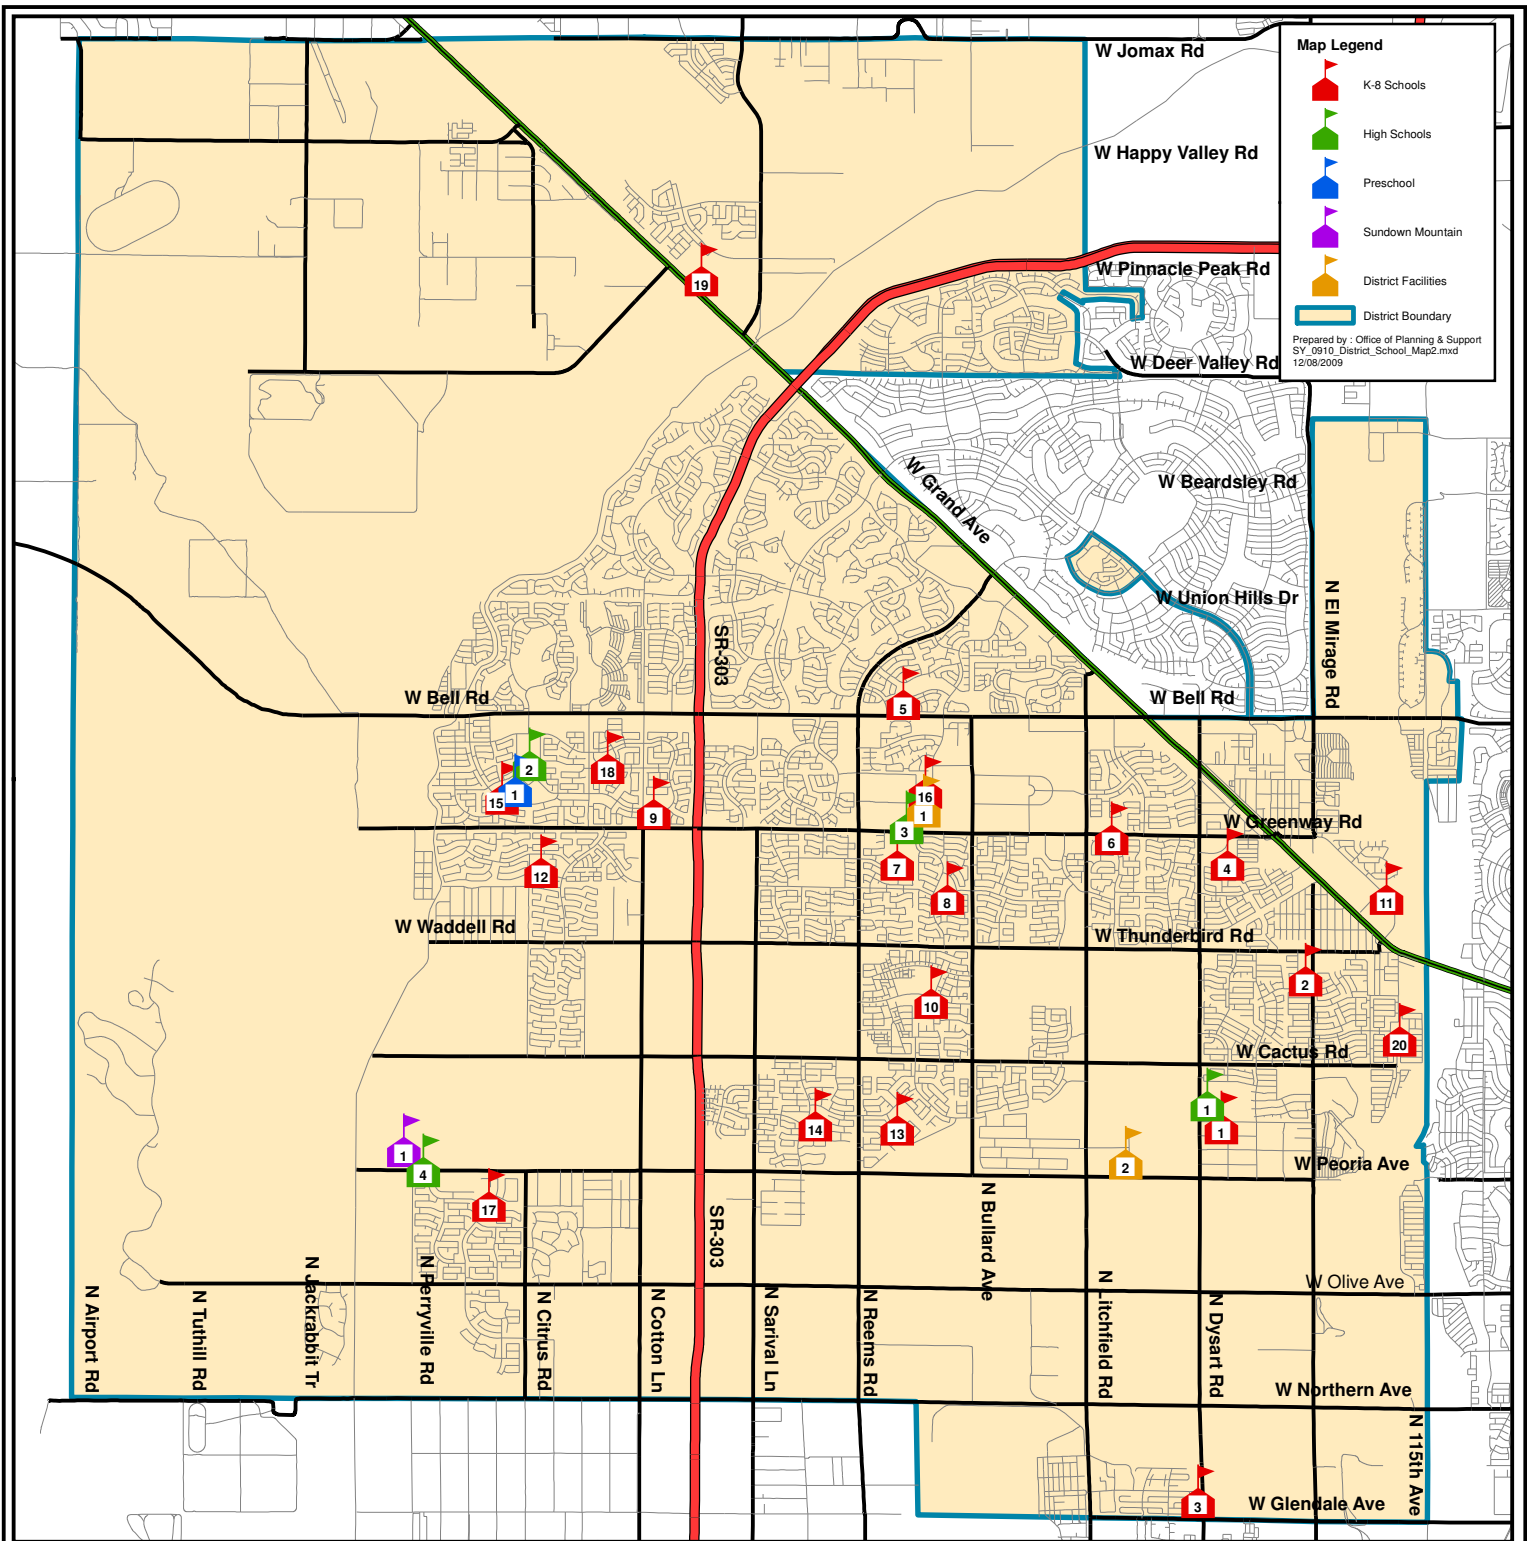 W Jomax Rd
Map Legend
K-8 Schools
High Schools
Preschool
Sundown Mountain
District Facilities
District Boundary
Prepared by : Office of Planning & Support
SY_0910_District_School_Map2.mxd
12/08/2009
W Happy Valley Rd
W Pinnacle Peak Rd
19
W Deer Valley Rd
W Grand Ave
W Beardsley Rd
W Union Hills Dr
N El Mirage Rd
SR-303
W Bell Rd
W Bell Rd
5
2
18
15
1
9
16
1
3
6
W Greenway Rd
12
7
8
4
11
W Waddell Rd
W Thunderbird Rd
2
10
20
W Cactus Rd
1
1
14
13
1
4
2
W Peoria Ave
17
SR-303
N Bullard Ave
W Olive Ave
N Airport Rd
N Tuthill Rd
N Jackrabbit Tr
N Perryville Rd
N Citrus Rd
N Cotton Ln
N Sarival Ln
N Reems Rd
N Litchfield Rd
N Dysart Rd
W Northern Ave
N 115th Ave
3
W Glendale Ave